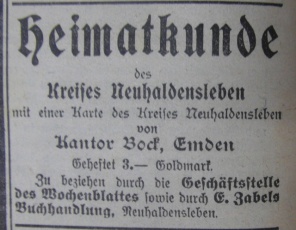 Heimatkunde
des
Kreises Neuhaldensleben
mit einer Karte des Kreises Neuhaldensleben
von
Kantor Bock, Emden
Geheftet 3.— Goldmark.
Zu beziehen durch die Geschäftsstelle
des Wochenblattes sowie durch E. Zabels
Buchhandlung, Neuhaldensleben.